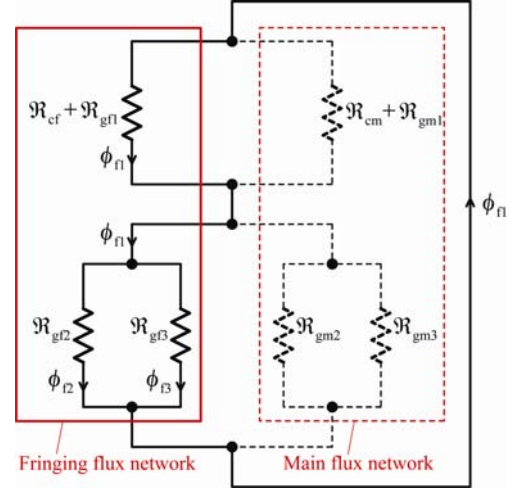 ℜcf + ℜgf1
ℜcm + ℜgm1
ϕf1
ϕf1
ϕf1
ℜgf2
ℜgf3
ℜgm2
ℜgm3
ϕf2
ϕf3
Fringing flux network
Main flux network